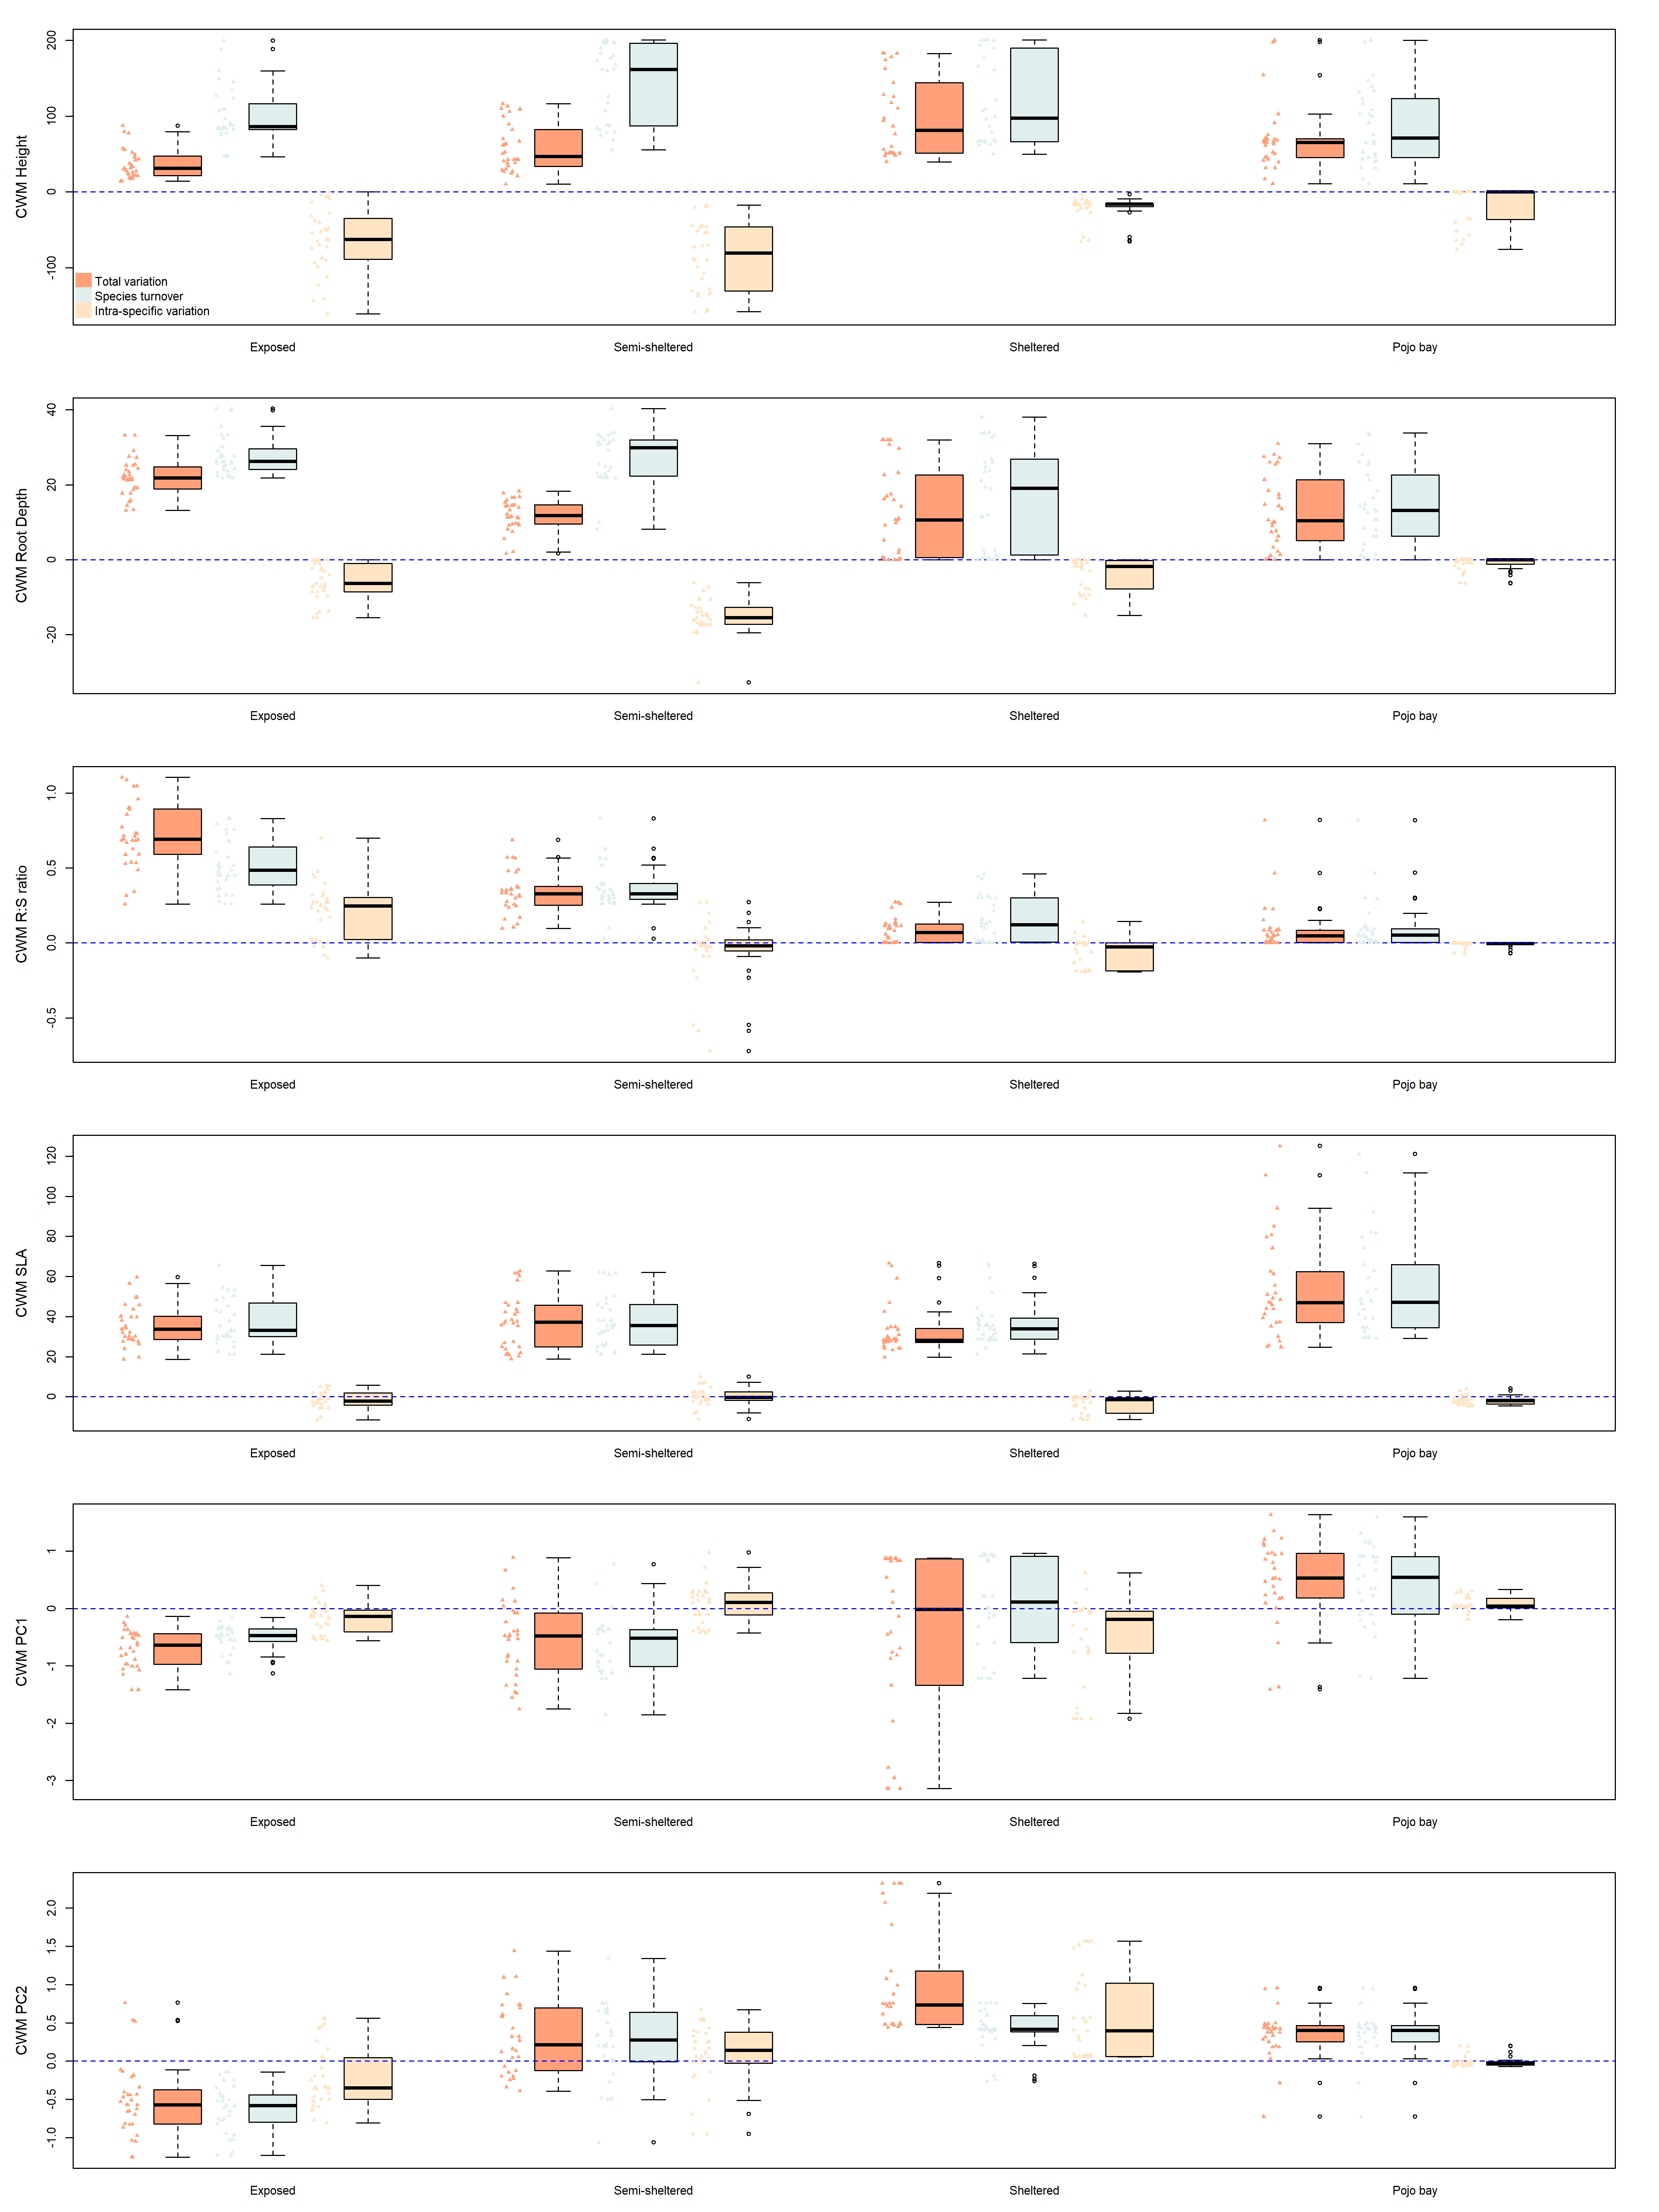 CWM Height
200
100
0
-100
Total variation
Species turnover
Intra-specific variation
Exposed
Semi-sheltered
Sheltered
Pojo bay
CWM Root Depth
40
20
0
-20
Exposed
Semi-sheltered
Sheltered
Pojo bay
CWM R:S ratio
1.0
0.5
0.0
-0.5
Exposed
Semi-sheltered
Sheltered
Pojo bay
CWM SLA
120
100
80
60
40
20
0
Exposed
Semi-sheltered
Sheltered
Pojo bay
CWM PC1
1
0
-1
-2
-3
Exposed
Semi-sheltered
Sheltered
Pojo bay
CWM PC2
2.0
1.5
1.0
0.5
0.0
-0.5
-1.0
Exposed
Semi-sheltered
Sheltered
Pojo bay